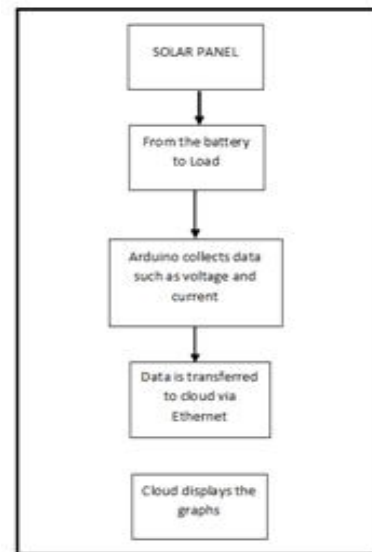 SOLAR PANEL
From the battery
to Load
Arduino collects data
such as voltage and
current
Data is transferred
to cloud via
Ethernet
Cloud displays the
graphs